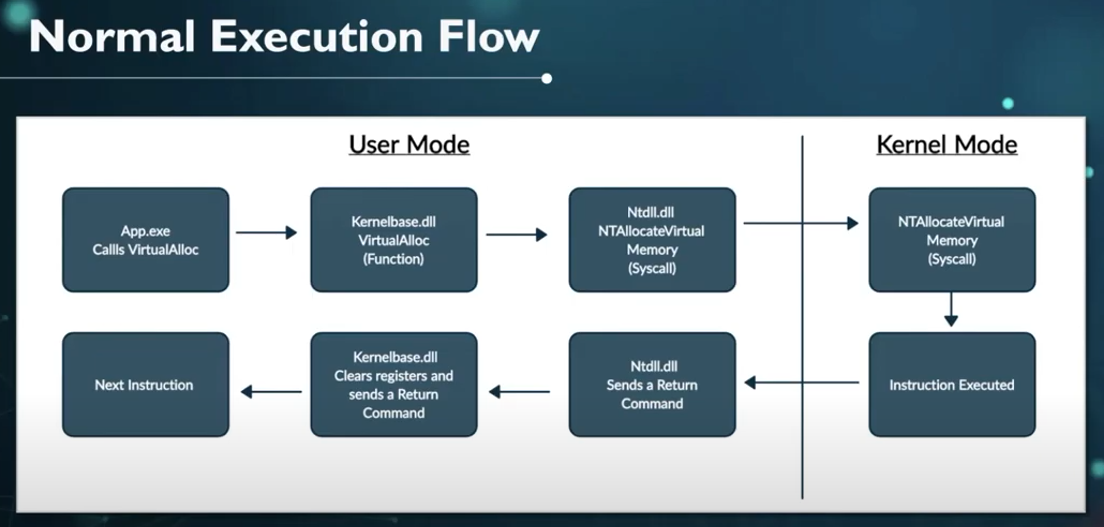 Normal Execution Flow
User Mode
Kernel Mode
App.exe
Callls VirtualAlloc
Kernelbase.dll
VirtualAlloc
(Function)
Ntdll.dll
NTAllocateVirtual
Memory
(Syscall)
NTAllocateVirtual
Memory
(Syscall)
Next Instruction
Kernelbase.dll
Clears registers and
sends a Return
Command
Ntdll.dll
Sends a Return
Command
Instruction Executed